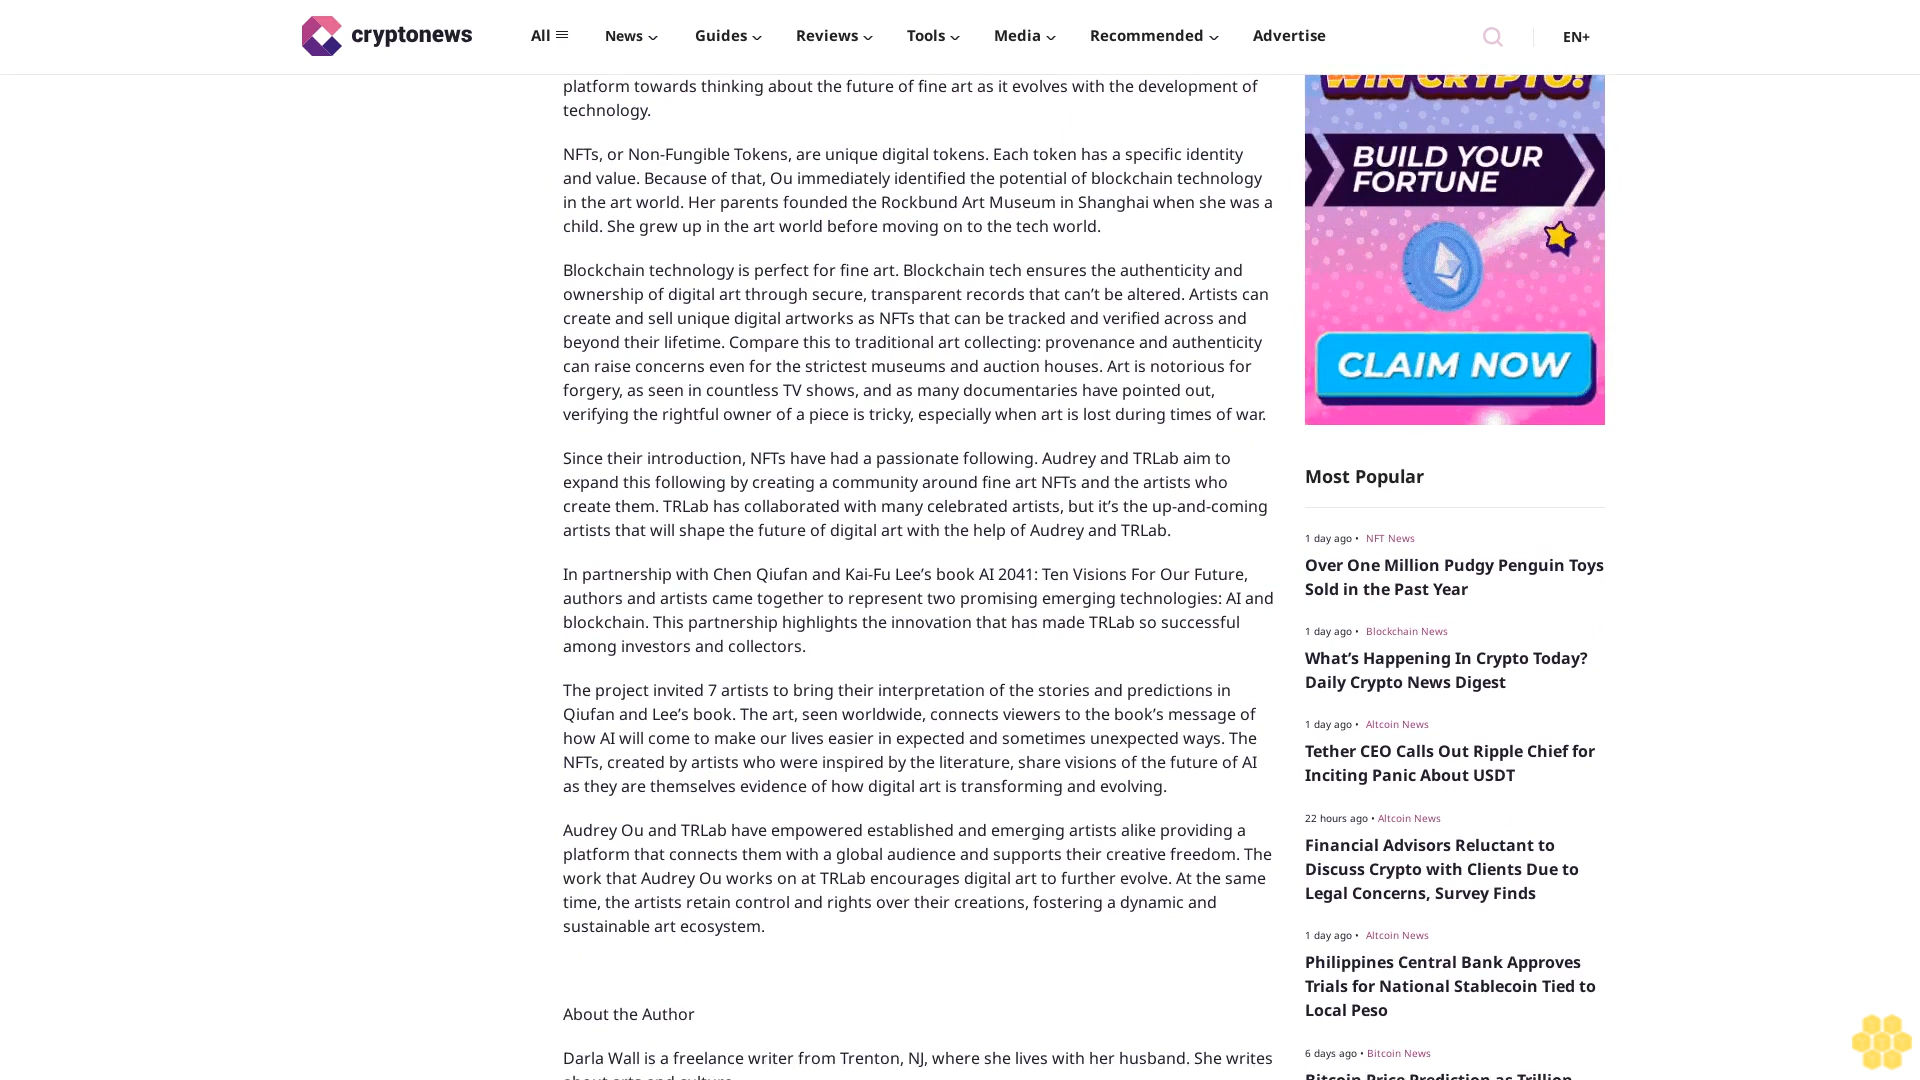 cryptonews
All
News
Guides
Reviews
Tools
Media
Recommended
Advertise
EN+
platform towards thinking about the future of fine art as it evolves with the development of
technology.
NFTs, or Non-Fungible Tokens, are unique digital tokens. Each token has a specific identity
and value. Because of that, Ou immediately identified the potential of blockchain technology
in the art world. Her parents founded the Rockbund Art Museum in Shanghai when she was a
child. She grew up in the art world before moving on to the tech world.
Blockchain technology is perfect for fine art. Blockchain tech ensures the authenticity and
ownership of digital art through secure, transparent records that can’t be altered. Artists can
create and sell unique digital artworks as NFTs that can be tracked and verified across and
beyond their lifetime. Compare this to traditional art collecting: provenance and authenticity
can raise concerns even for the strictest museums and auction houses. Art is notorious for
forgery, as seen in countless TV shows, and as many documentaries have pointed out,
verifying the rightful owner of a piece is tricky, especially when art is lost during times of war.
Since their introduction, NFTs have had a passionate following. Audrey and TRLab aim to
expand this following by creating a community around fine art NFTs and the artists who
create them. TRLab has collaborated with many celebrated artists, but it’s the up-and-coming
artists that will shape the future of digital art with the help of Audrey and TRLab.
In partnership with Chen Qiufan and Kai-Fu Lee’s book AI 2041: Ten Visions For Our Future,
authors and artists came together to represent two promising emerging technologies: AI and
blockchain. This partnership highlights the innovation that has made TRLab so successful
among investors and collectors.
The project invited 7 artists to bring their interpretation of the stories and predictions in
Qiufan and Lee’s book. The art, seen worldwide, connects viewers to the book’s message of
how AI will come to make our lives easier in expected and sometimes unexpected ways. The
NFTs, created by artists who were inspired by the literature, share visions of the future of AI
as they are themselves evidence of how digital art is transforming and evolving.
Audrey Ou and TRLab have empowered established and emerging artists alike providing a
platform that connects them with a global audience and supports their creative freedom. The
work that Audrey Ou works on at TRLab encourages digital art to further evolve. At the same
time, the artists retain control and rights over their creations, fostering a dynamic and
sustainable art ecosystem.
About the Author
Darla Wall is a freelance writer from Trenton, NJ, where she lives with her husband. She writes
about arts and culture.
WIN CRYPTO!
BUILD YOUR
FORTUNE
CLAIM NOW
Most Popular
1 day ago • NFT News
Over One Million Pudgy Penguin Toys
Sold in the Past Year
1 day ago • Blockchain News
What’s Happening In Crypto Today?
Daily Crypto News Digest
1 day ago • Altcoin News
Tether CEO Calls Out Ripple Chief for
Inciting Panic About USDT
22 hours ago • Altcoin News
Financial Advisors Reluctant to
Discuss Crypto with Clients Due to
Legal Concerns, Survey Finds
1 day ago • Altcoin News
Philippines Central Bank Approves
Trials for National Stablecoin Tied to
Local Peso
6 days ago • Bitcoin News
Bitcoin Price Prediction as Trillion